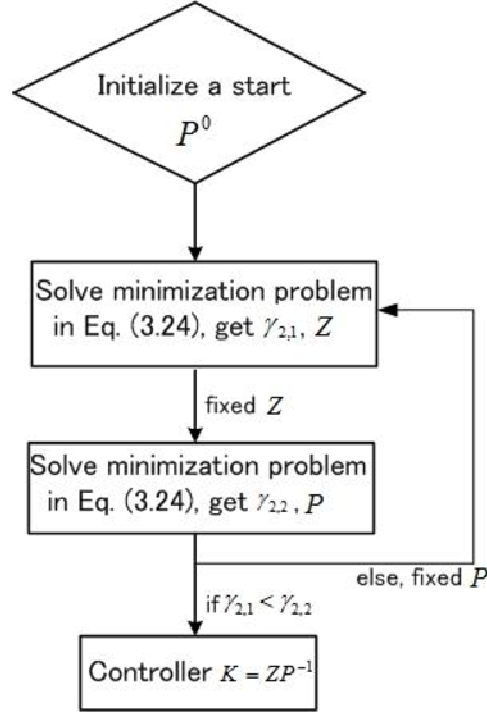 Initialize a start
P⁰
Solve minimization problem
in Eq. (3.24), get γ₂,₁, Z
fixed Z
Solve minimization problem
in Eq. (3.24), get γ₂,₂, P
else, fixed P
if γ₂,₁ < γ₂,₂
Controller K = ZP⁻¹